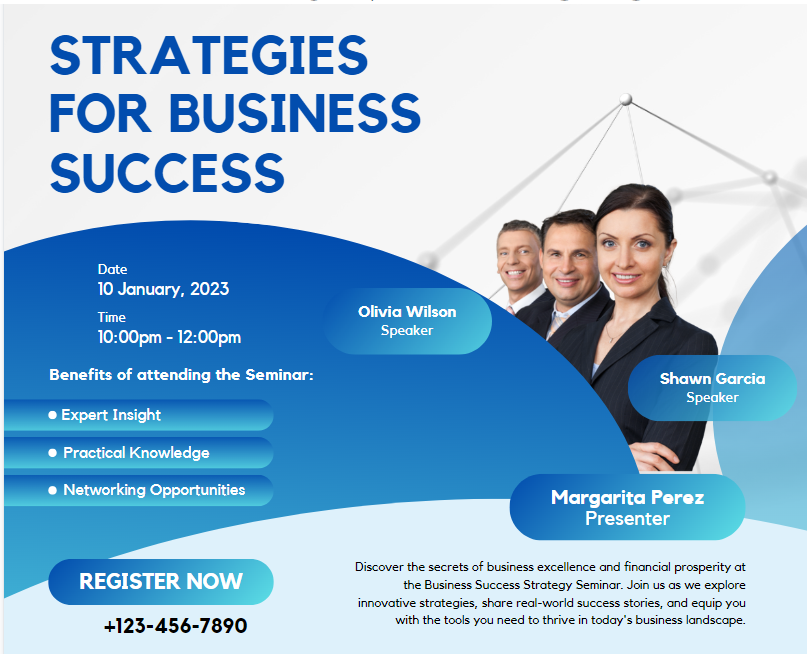 STRATEGIES
FOR BUSINESS
SUCCESS
Date
10 January, 2023
Time
10:00pm - 12:00pm
Olivia Wilson
Speaker
Shawn Garcia
Speaker
Benefits of attending the Seminar:
Expert Insight
Practical Knowledge
Networking Opportunities
Margarita Perez
Presenter
REGISTER NOW
+123-456-7890
Discover the secrets of business excellence and financial prosperity at
the Business Success Strategy Seminar. Join us as we explore
innovative strategies, share real-world success stories, and equip you
with the tools you need to thrive in today's business landscape.